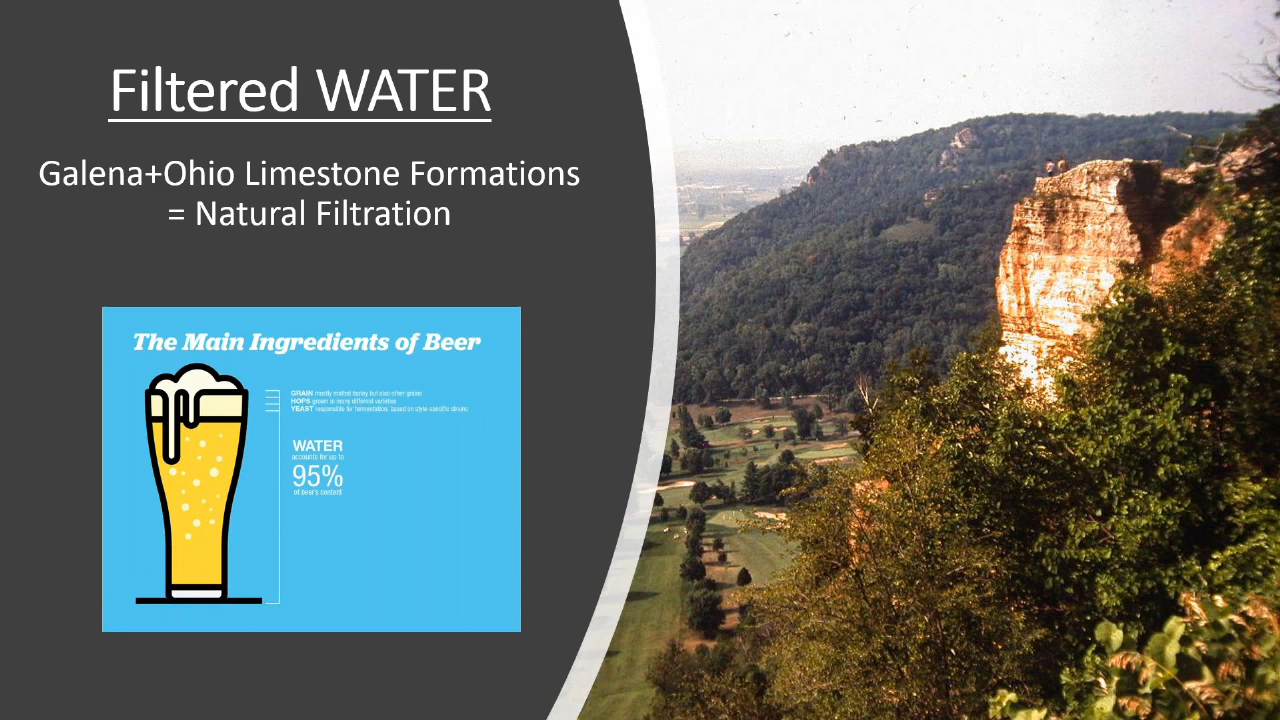 Filtered WATER
Galena+Ohio Limestone Formations
= Natural Filtration
The Main Ingredients of Beer
GRAIN mostly malted barley but also other grains
HOPS grown in many different varieties
YEAST responsible for fermentation, based on style-specific strains
WATER
accounts for up to
95%
of beer's content